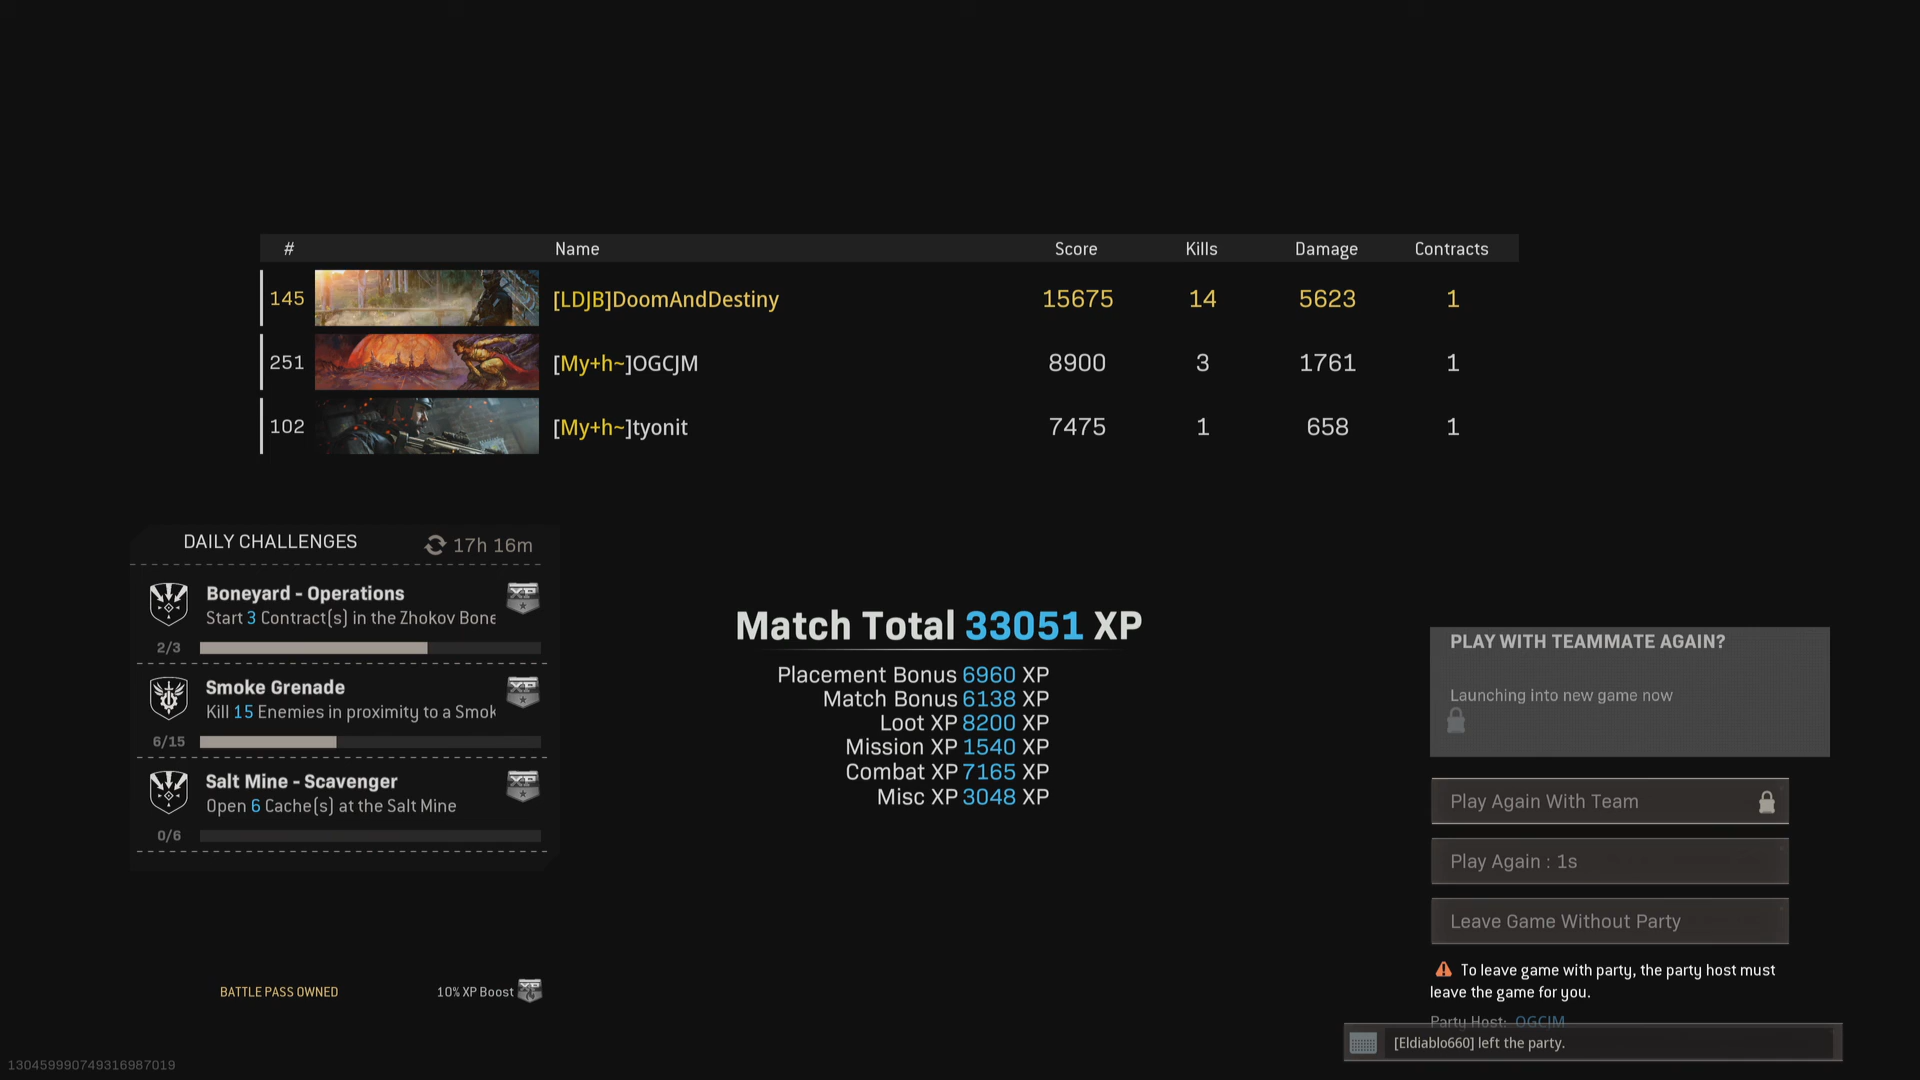 # Name Score Kills Damage Contracts
145 [LDJB]DoomAndDestiny 15675 14 5623 1
251 [My+h~]OGCJM 8900 3 1761 1
102 [My+h~]tyonit 7475 1 658 1
DAILY CHALLENGES 17h 16m
Boneyard - Operations XP
Start 3 Contract(s) in the Zhokov Bone
2/3
Smoke Grenade XP
Kill 15 Enemies in proximity to a Smok
6/15
Salt Mine - Scavenger XP
Open 6 Cache(s) at the Salt Mine
0/6
BATTLE PASS OWNED 10% XP Boost XP
Match Total 33051 XP
Placement Bonus 6960 XP
Match Bonus 6138 XP
Loot XP 8200 XP
Mission XP 1540 XP
Combat XP 7165 XP
Misc XP 3048 XP
PLAY WITH TEAMMATE AGAIN?
Launching into new game now
Play Again With Team
Play Again : 1s
Leave Game Without Party
To leave game with party, the party host must
leave the game for you.
Party Host: OGCJM
[Eldiablo660] left the party.
130459990749316987019